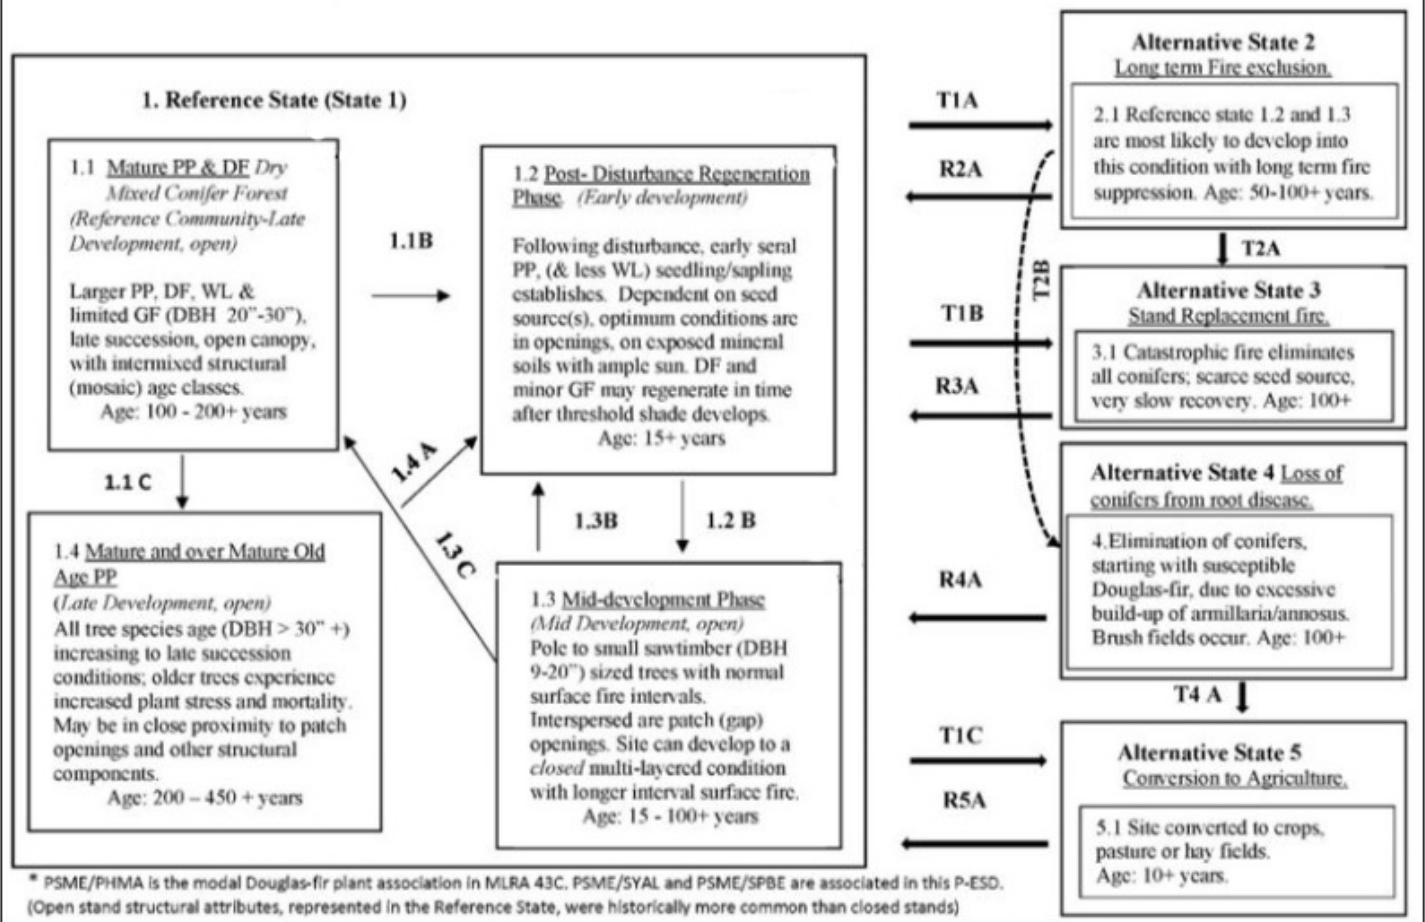 1. Reference State (State 1)
1.1 Mature PP & DF Dry
Mixed Conifer Forest
(Reference Community-Late
Development, open)
Larger PP, DF, WL &
limited GF (DBH 20”-30”),
late succession, open canopy,
with intermixed structural
(mosaic) age classes.
Age: 100 - 200+ years
1.1B
1.2 Post- Disturbance Regeneration
Phase (Early development)
Following disturbance, early seral
PP, (& less WL) seedling/sapling
establishes. Dependent on seed
source(s), optimum conditions are
in openings, on exposed mineral
soils with ample sun. DF and
minor GF may regenerate in time
after threshold shade develops.
Age: 15+ years
1.1 C
1.4 A
1.3 C
1.3B
1.2 B
1.4 Mature and over Mature Old
Age PP
(Late Development, open)
All tree species age (DBH > 30” +)
increasing to late succession
conditions; older trees experience
increased plant stress and mortality.
May be in close proximity to patch
openings and other structural
components.
Age: 200 – 450 + years
1.3 Mid-development Phase
(Mid Development, open)
Pole to small sawtimber (DBH
9-20”) sized trees with normal
surface fire intervals.
Interspersed are patch (gap)
openings. Site can develop to a
closed multi-layered condition
with longer interval surface fire.
Age: 15 - 100+ years
T1A
R2A
T1B
R3A
R4A
T1C
R5A
Alternative State 2
Long term Fire exclusion.
2.1 Reference state 1.2 and 1.3
are most likely to develop into
this condition with long term fire
suppression. Age: 50-100+ years.
T2A
T2B
Alternative State 3
Stand Replacement fire.
3.1 Catastrophic fire eliminates
all conifers; scarce seed source,
very slow recovery. Age: 100+
Alternative State 4 Loss of
conifers from root disease.
4.Elimination of conifers,
starting with susceptible
Douglas-fir, due to excessive
build-up of armillaria/annosus.
Brush fields occur. Age: 100+
T4 A
Alternative State 5
Conversion to Agriculture.
5.1 Site converted to crops,
pasture or hay fields.
Age: 10+ years.
* PSME/PHMA is the modal Douglas-fir plant association in MLRA 43C. PSME/SYAL and PSME/SPBE are associated in this P-ESD.
(Open stand structural attributes, represented in the Reference State, were historically more common than closed stands)